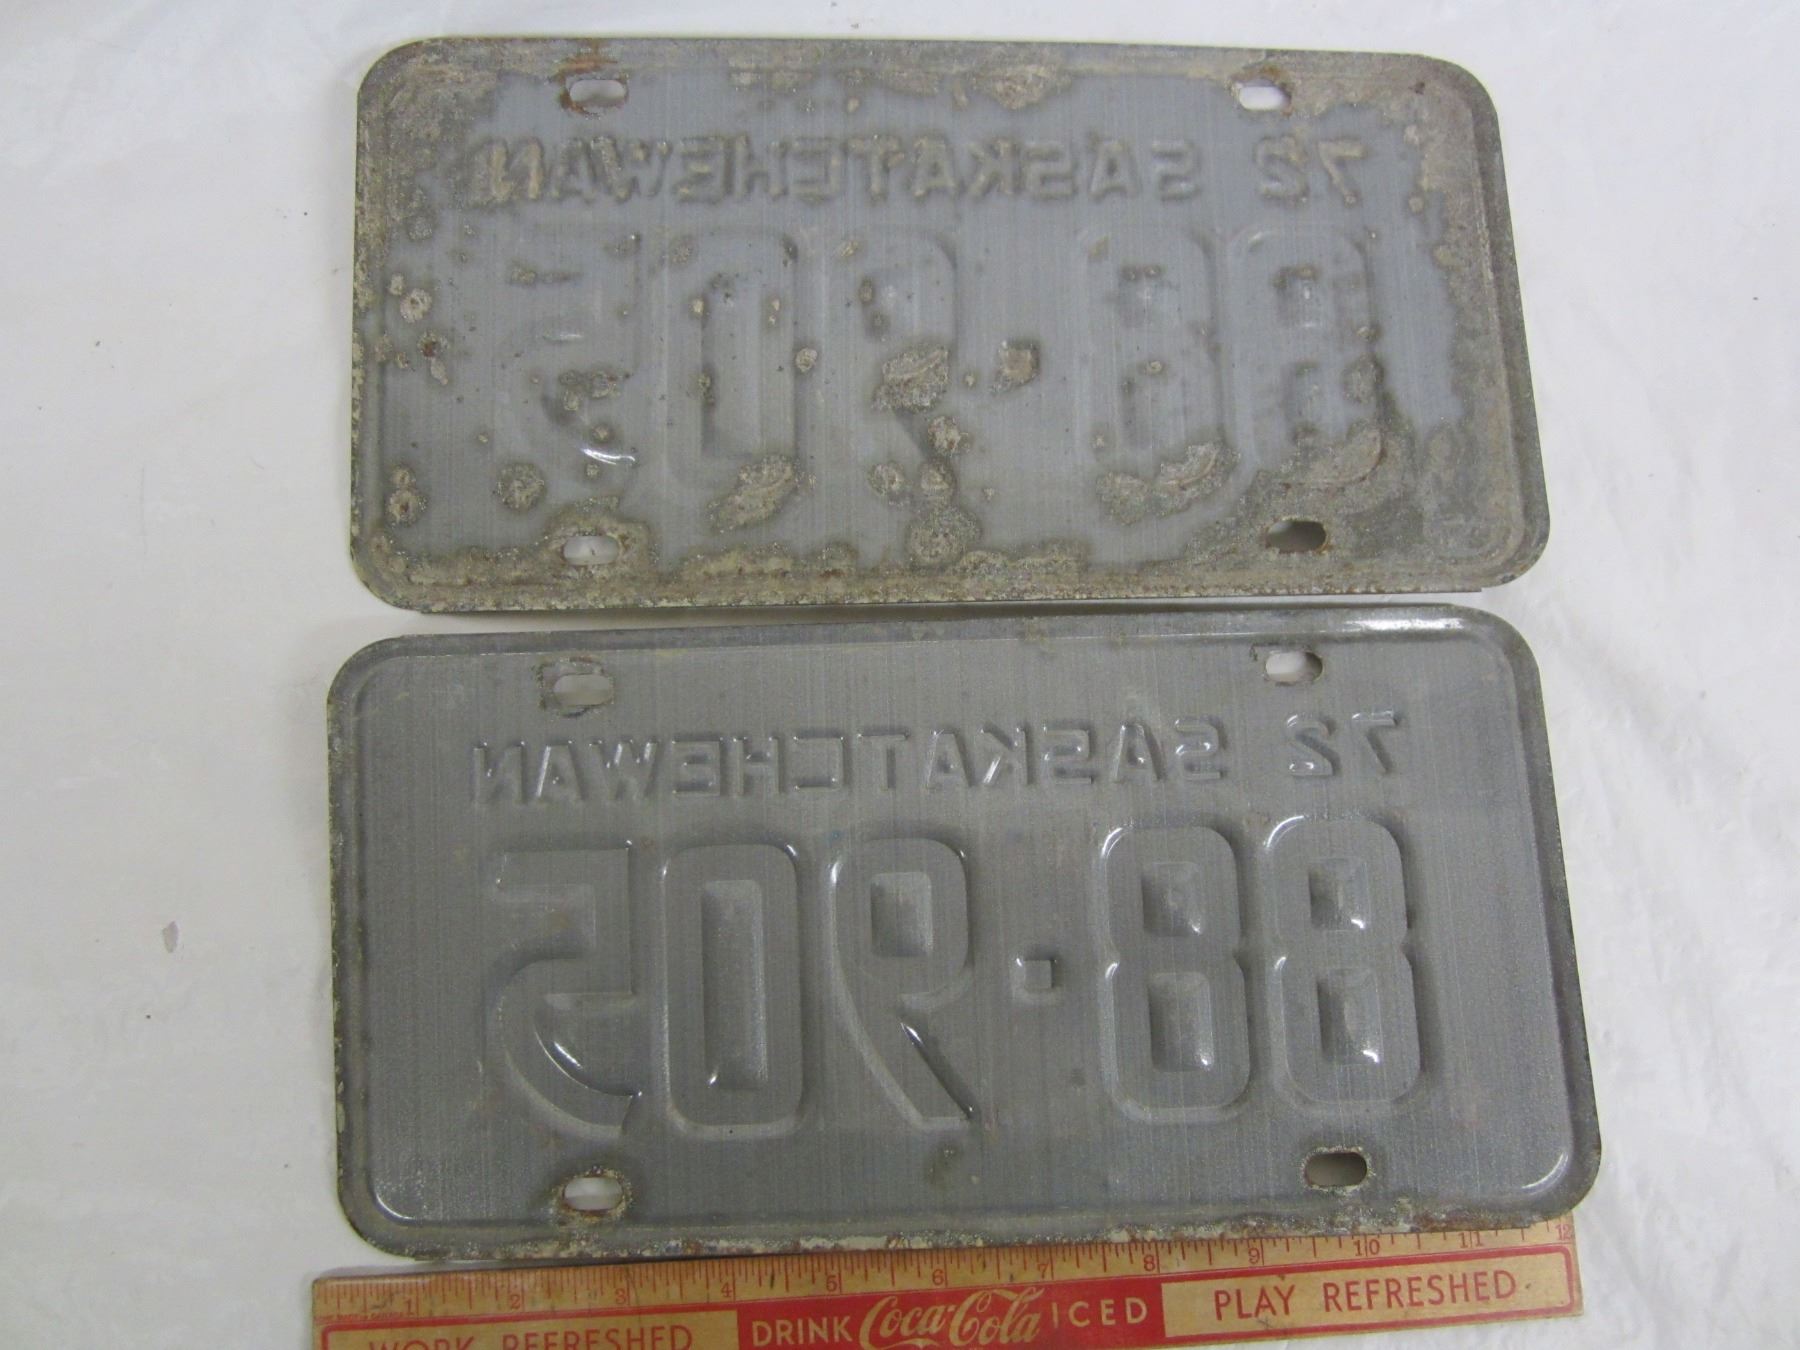 72 SASKATCHEWAN
88·905
72 SASKATCHEWAN
88·905
1 2 3 4 5 6 7 8 9 10 11 12
WORK REFRESHED DRINK Coca-Cola ICED PLAY REFRESHED